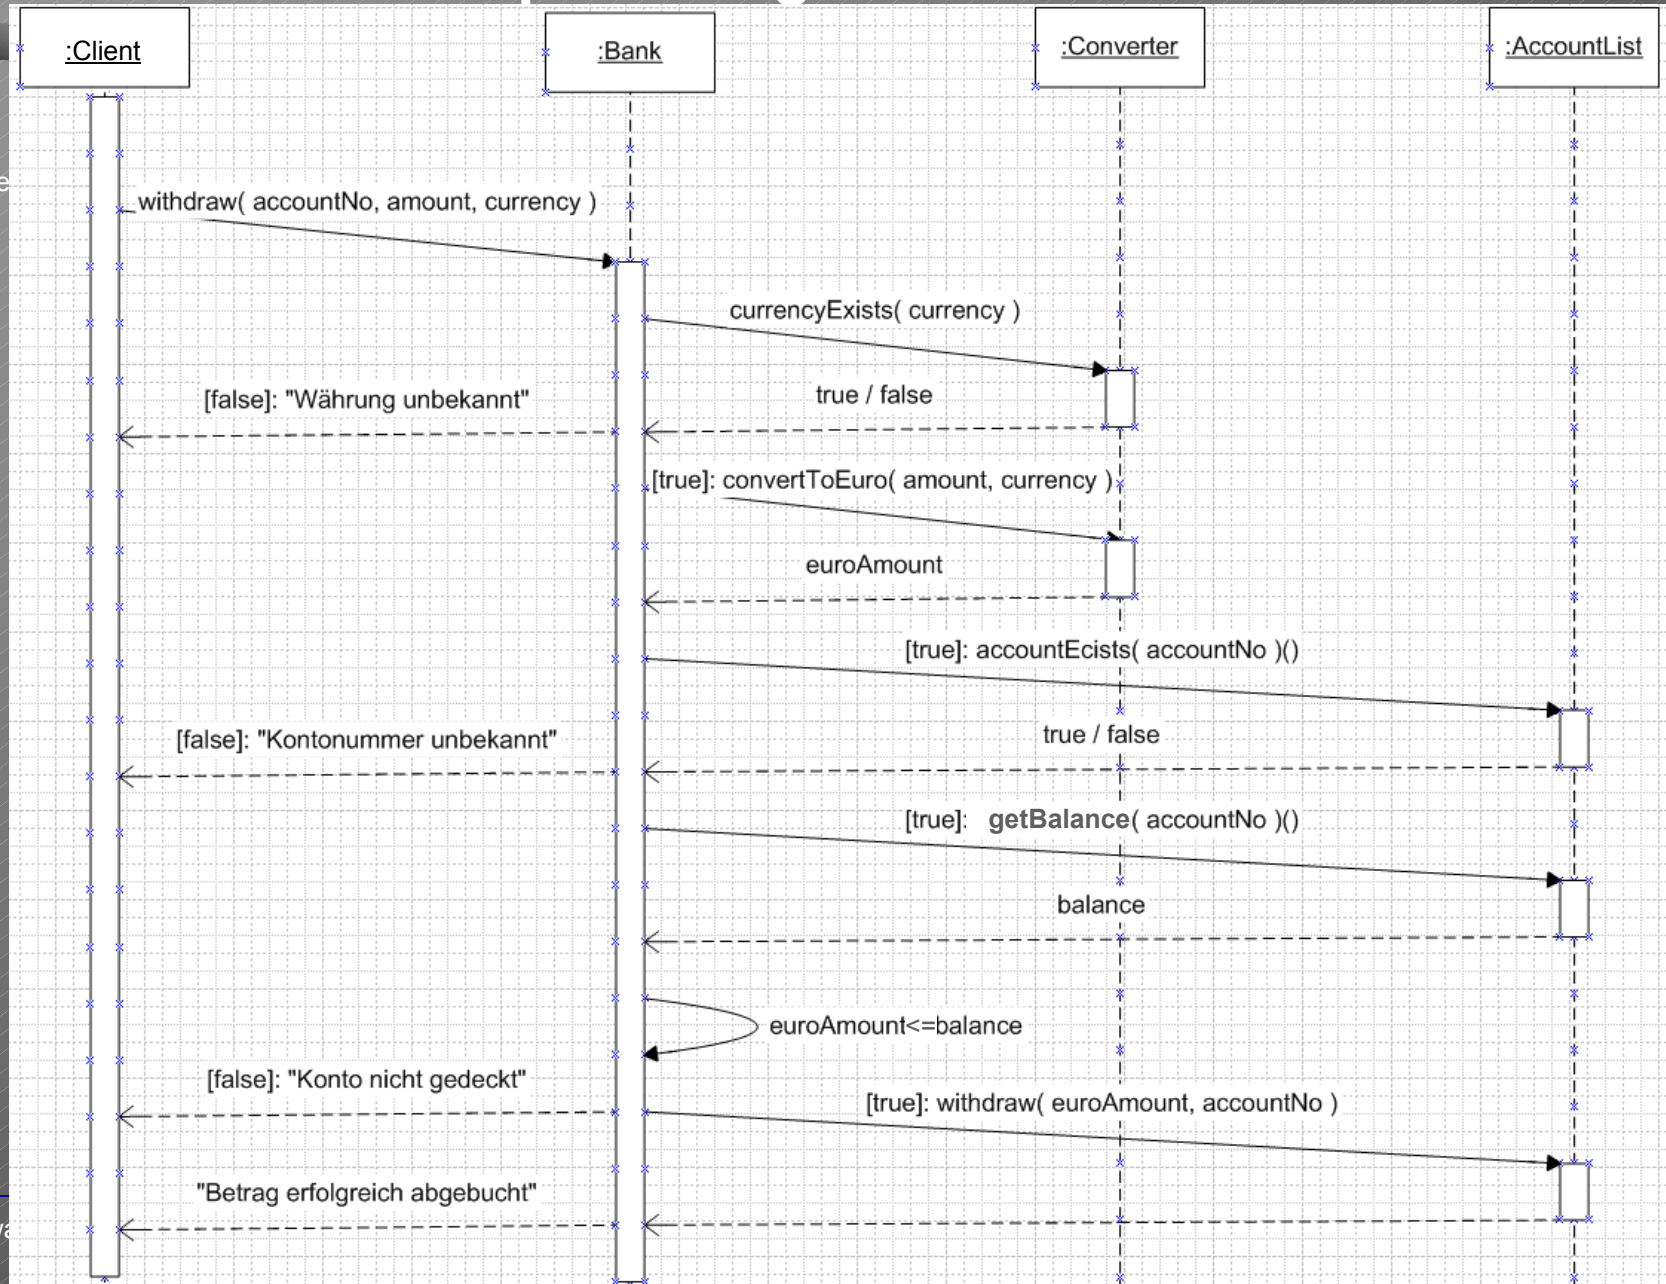 :Client
:Bank
:Converter
:AccountList
withdraw( accountNo, amount, currency )
currencyExists( currency )
[false]: "Währung unbekannt"
true / false
[true]: convertToEuro( amount, currency )
euroAmount
[true]: accountEcists( accountNo )()
[false]: "Kontonummer unbekannt"
true / false
[true]: getBalance( accountNo )()
balance
euroAmount<=balance
[false]: "Konto nicht gedeckt"
[true]: withdraw( euroAmount, accountNo )
"Betrag erfolgreich abgebucht"